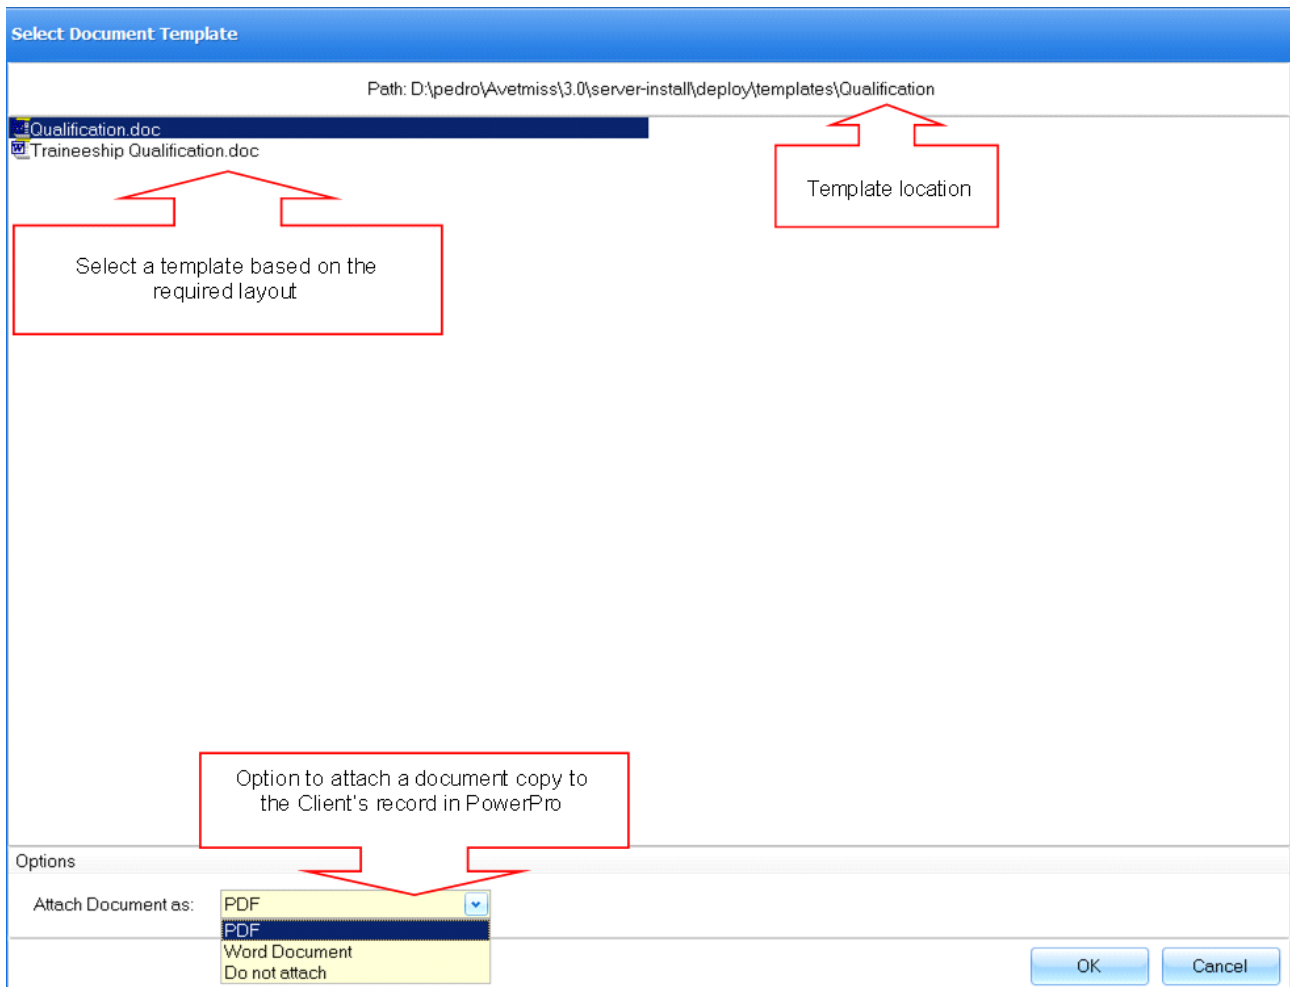 Select Document Template
Path: D:\pedro\Avetmiss\3.0\server-install\deploy\templates\Qualification
Qualification.doc
Traineeship Qualification.doc
Template location
Select a template based on the
required layout
Option to attach a document copy to
the Client's record in PowerPro
Options
Attach Document as:
PDF
PDF
Word Document
Do not attach
OK
Cancel